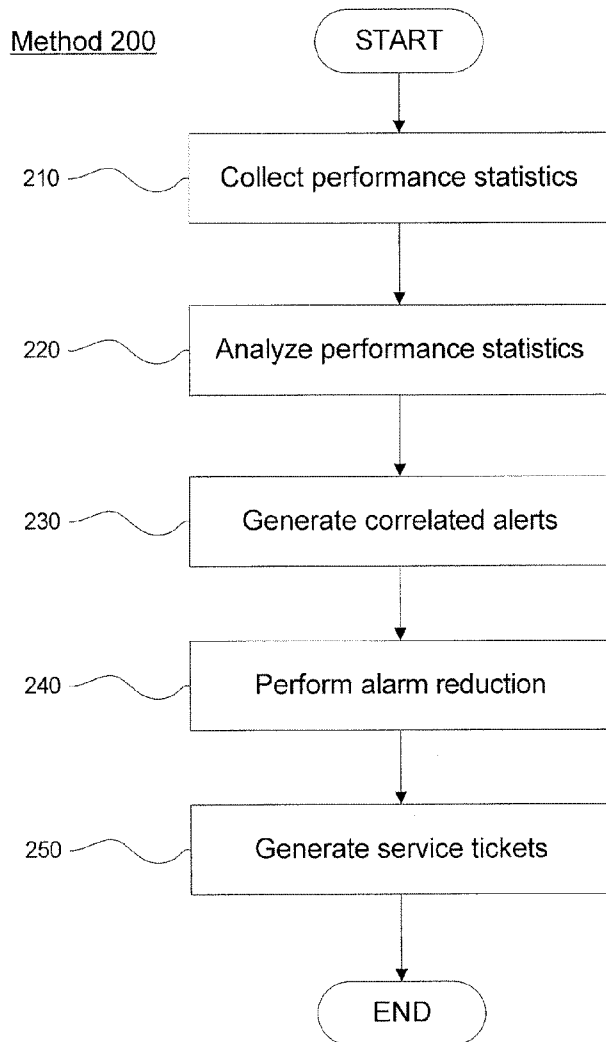 Method 200
START
210
Collect performance statistics
220
Analyze performance statistics
230
Generate correlated alerts
240
Perform alarm reduction
250
Generate service tickets
END